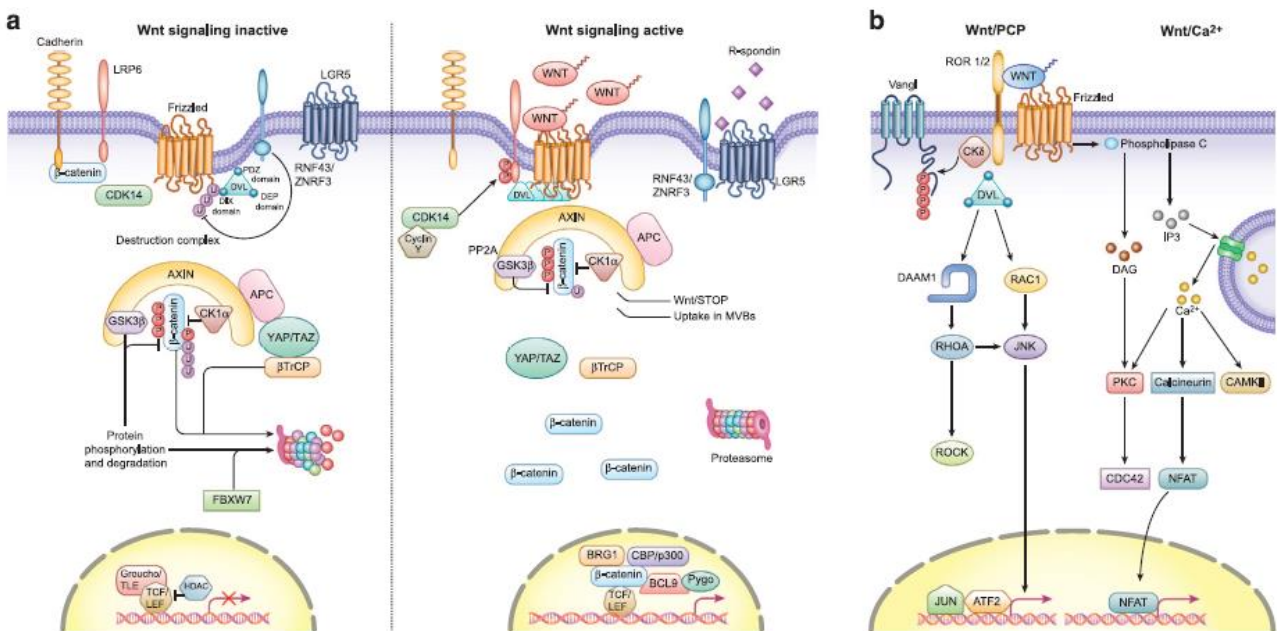 a
Wnt signaling inactive
Cadherin
LRP6
Frizzled
LGR5
β-catenin
CDK14
PDZ
domain
DVL
DIX
domain
DEP
domain
U
U
U
RNF43/
ZNRF3
Destruction complex
AXIN
APC
GSK3β
P
P
P
β-catenin
CK1α
P
U
U
U
YAP/TAZ
βTrCP
Protein
phosphorylation
and degradation
FBXW7
Groucho/
TLE
TCF/
LEF
HDAC
Wnt signaling active
R-spondin
WNT
WNT
WNT
P
P
DVL
RNF43/
ZNRF3
LGR5
CDK14
Cyclin
Y
AXIN
APC
PP2A
GSK3β
P
P
P
β-catenin
CK1α
U
Wnt/STOP
Uptake in MVBs
YAP/TAZ
βTrCP
β-catenin
β-catenin
β-catenin
Proteasome
BRG1
CBP/p300
β-catenin
BCL9
Pygo
TCF/
LEF
b
Wnt/PCP
Wnt/Ca²⁺
ROR 1/2
WNT
Vangl
Frizzled
CKδ
Phospholipase C
P
P
P
P
DVL
IP3
DAG
DAAM1
RAC1
Ca²⁺
RHOA
JNK
PKC
Calcineurin
CAMKII
ROCK
CDC42
NFAT
JUN
ATF2
NFAT